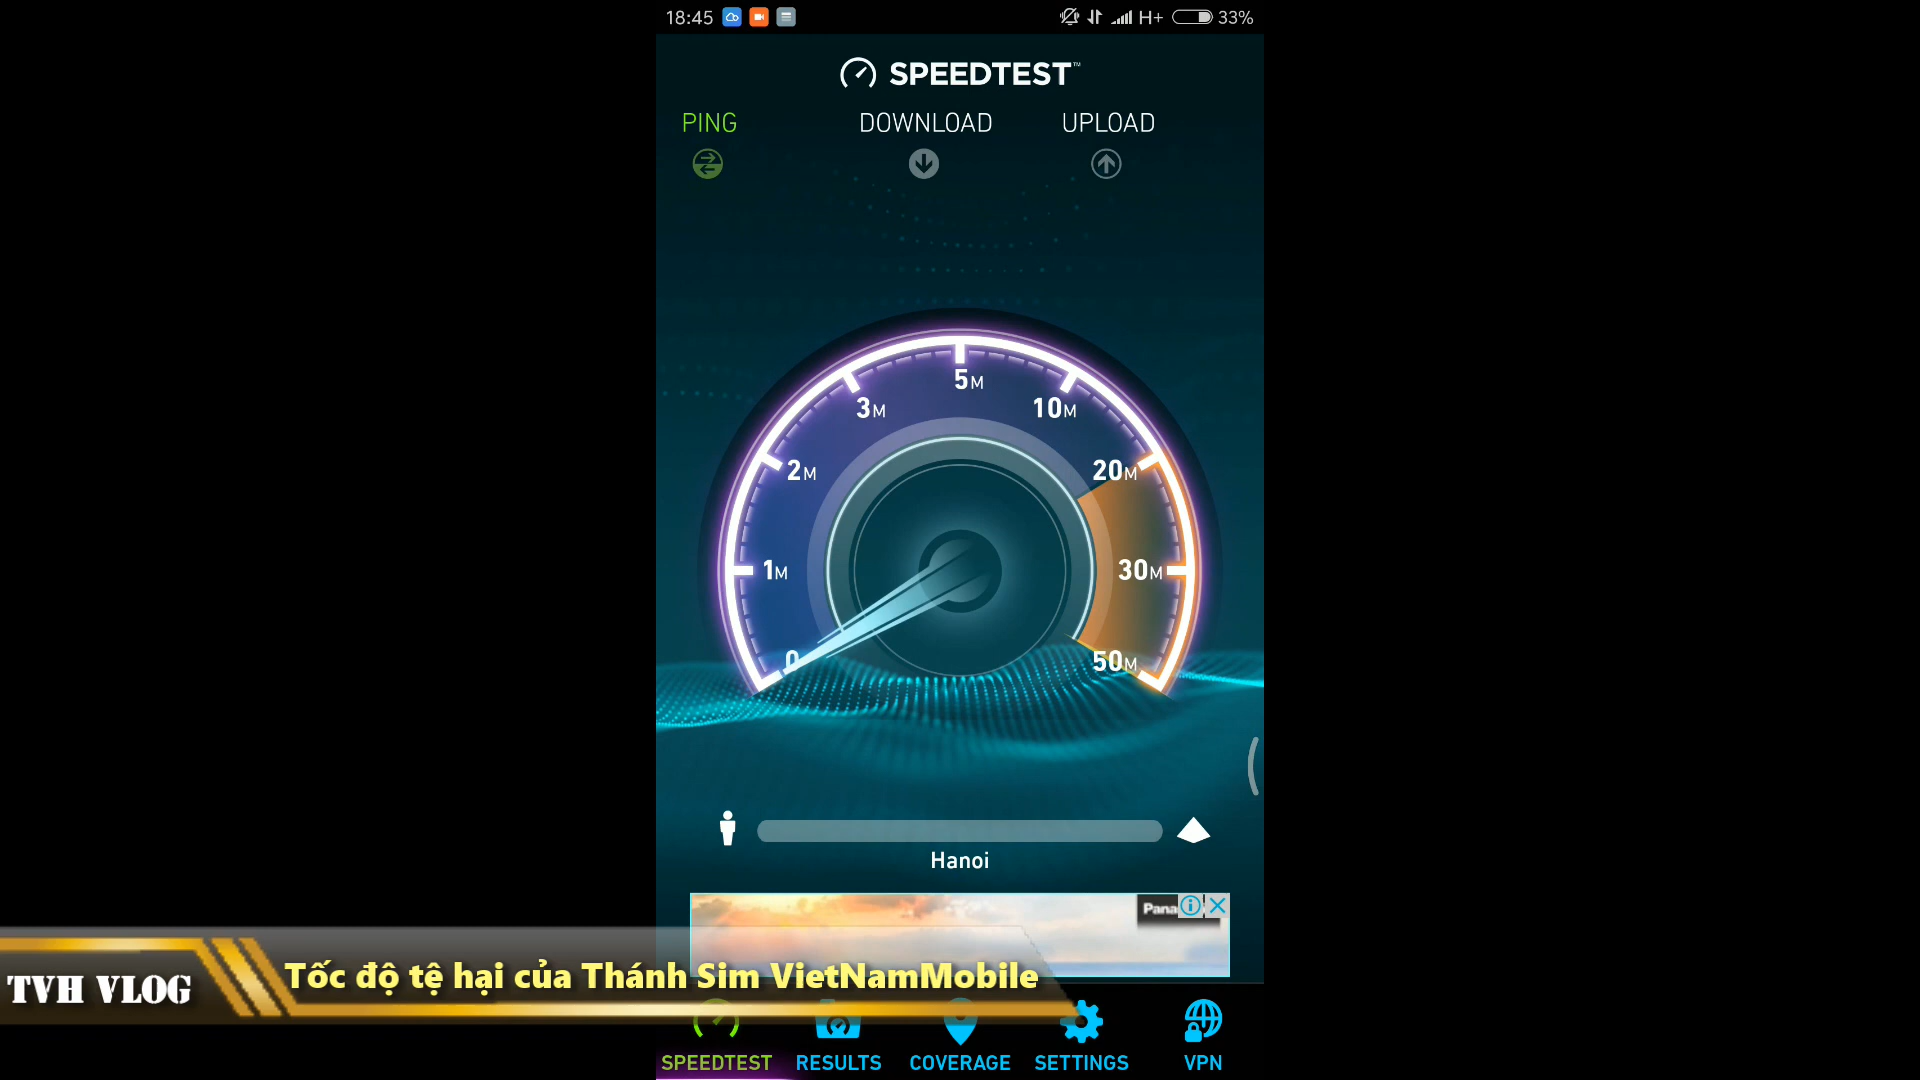 18:45 H+ 33%
SPEEDTEST™
PING DOWNLOAD UPLOAD
5M
3M 10M
2M 20M
1M 30M
0 50M
Hanoi
Pana
TVH VLOG
Tốc độ tệ hại của Thánh Sim VietNamMobile
SPEEDTEST RESULTS COVERAGE SETTINGS VPN